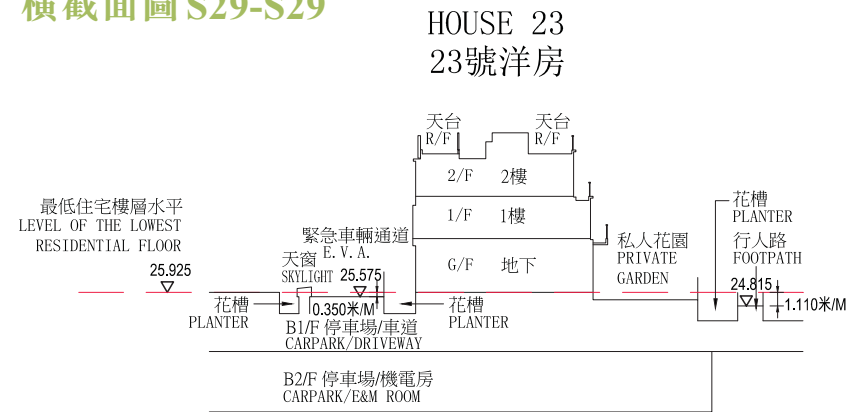 橫截面圖 S29-S29
HOUSE 23
23號洋房
天台
R/F
天台
R/F
2/F 2樓
1/F 1樓
G/F 地下
最低住宅樓層水平
LEVEL OF THE LOWEST
RESIDENTIAL FLOOR
25.925
緊急車輛通道
E.V.A.
天窗
SKYLIGHT
25.575
0.350米/M
花槽
PLANTER
花槽
PLANTER
私人花園
PRIVATE
GARDEN
花槽
PLANTER
行人路
FOOTPATH
24.815
1.110米/M
B1/F 停車場/車道
CARPARK/DRIVEWAY
B2/F 停車場/機電房
CARPARK/E&M ROOM